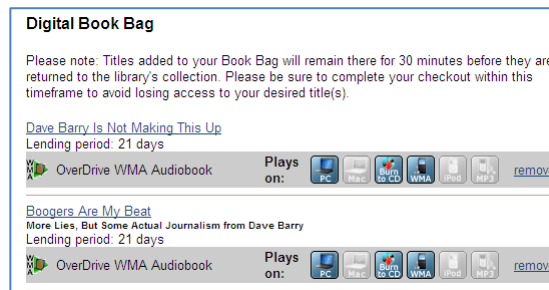 Digital Book Bag
Please note: Titles added to your Book Bag will remain there for 30 minutes before they are
returned to the library's collection. Please be sure to complete your checkout within this
timeframe to avoid losing access to your desired title(s).
Dave Barry Is Not Making This Up
Lending period: 21 days
WMA OverDrive WMA Audiobook Plays on: PC Mac Burn to CD WMA iPod MP3 remov
Boogers Are My Beat
More Lies, But Some Actual Journalism from Dave Barry
Lending period: 21 days
WMA OverDrive WMA Audiobook Plays on: PC Mac Burn to CD WMA iPod MP3 remov